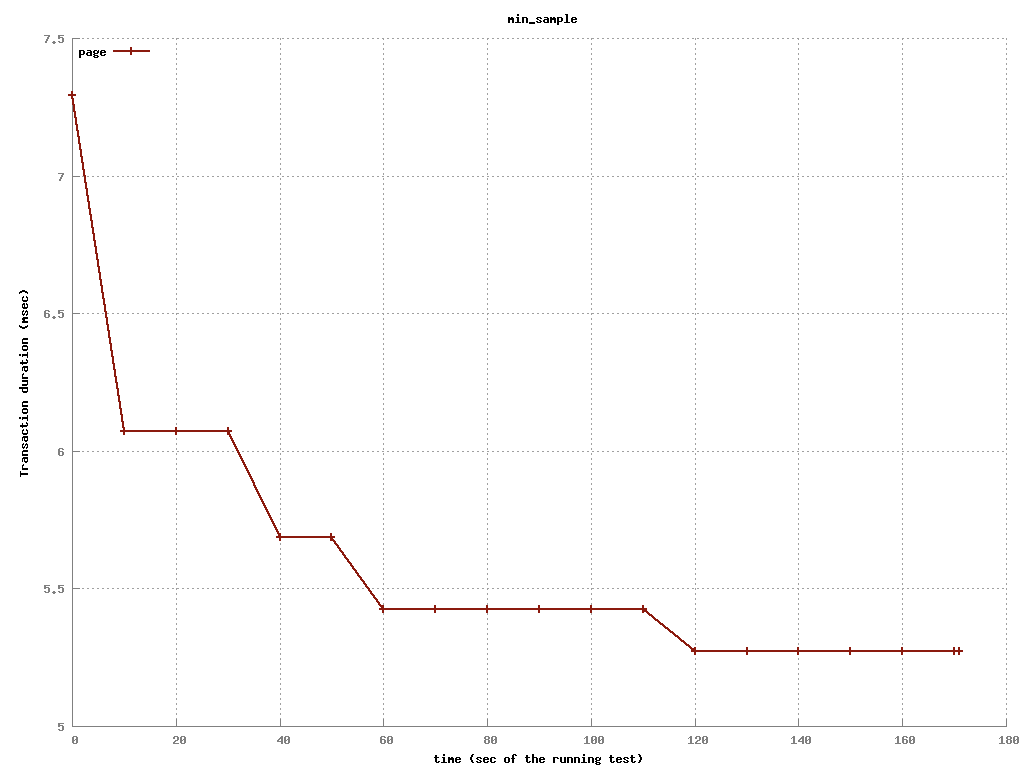 min_sample
7.5
page
7
6.5
6
5.5
5
Transaction duration (msec)
0 20 40 60 80 100 120 140 160 180
time (sec of the running test)